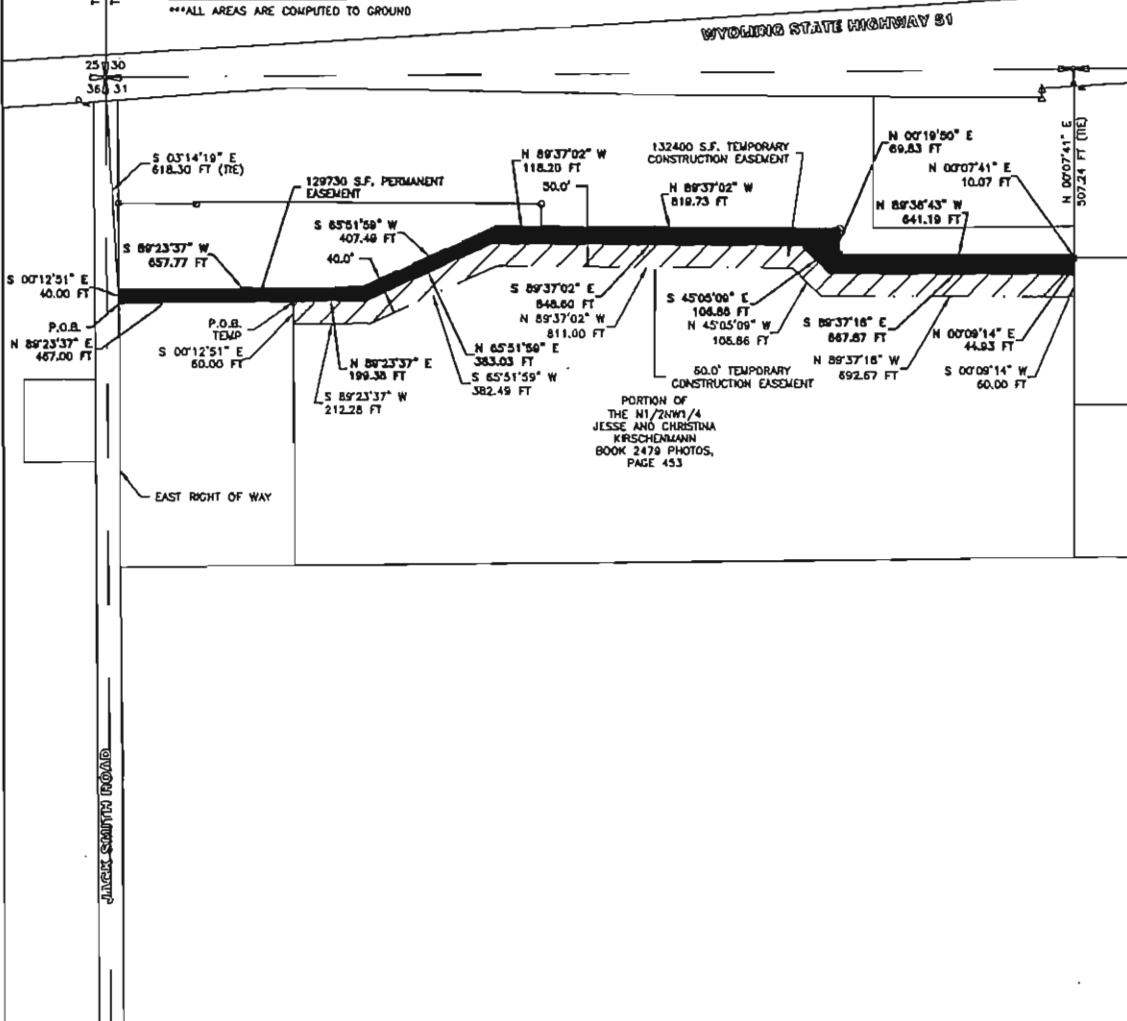 ***ALL AREAS ARE COMPUTED TO GROUND
WYOMING STATE HIGHWAY 51
25 30
36 31
S 03°14'19" E
618.30 FT (TIE)
129730 S.F. PERMANENT
EASEMENT
N 89°37'02" W
118.20 FT
50.0'
132400 S.F. TEMPORARY
CONSTRUCTION EASEMENT
N 89°37'02" W
819.73 FT
N 00°19'50" E
69.83 FT
N 00°07'41" E
10.07 FT
N 00°07'41" E
507.24 FT (TIE)
N 89°38'43" W
641.19 FT
S 65°51'59" W
407.49 FT
40.0'
S 89°23'37" W
657.77 FT
S 00°12'51" E
40.00 FT
P.O.B.
N 89°23'37" E
467.00 FT
P.O.B.
TEMP
S 00°12'51" E
60.00 FT
N 89°23'37" E
199.38 FT
S 89°23'37" W
212.28 FT
N 65°51'59" E
383.03 FT
S 65°51'59" W
382.49 FT
S 89°37'02" E
848.60 FT
N 89°37'02" W
811.00 FT
S 45°05'09" E
106.86 FT
N 45°05'09" W
106.86 FT
S 89°37'16" E
667.87 FT
N 89°37'16" W
692.67 FT
N 00°09'14" E
44.93 FT
S 00°09'14" W
60.00 FT
60.0' TEMPORARY
CONSTRUCTION EASEMENT
PORTION OF
THE N1/2NW1/4
JESSE AND CHRISTINA
KIRSCHENMANN
BOOK 2479 PHOTOS,
PAGE 453
EAST RIGHT OF WAY
JACK SMITH ROAD